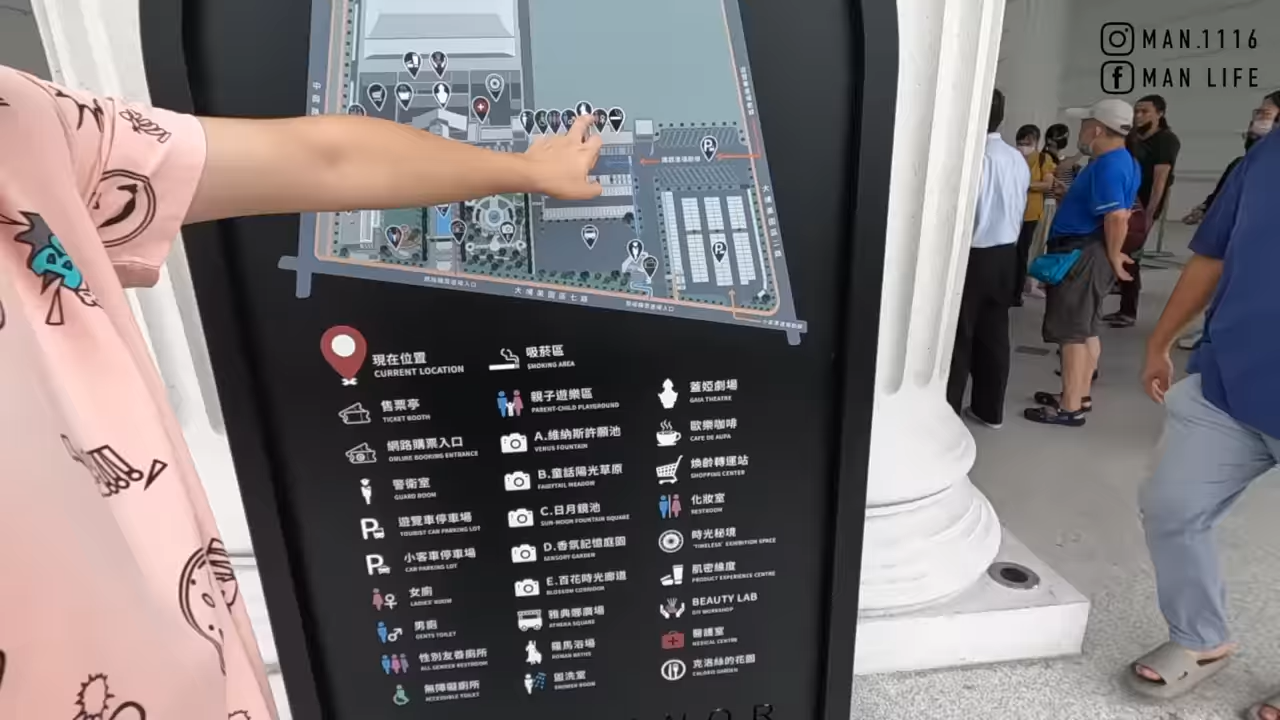 MAN.1116
MAN LIFE
現在位置
CURRENT LOCATION
售票亭
TICKET BOOTH
網路購票入口
ONLINE BOOKING ENTRANCE
警衛室
GUARD ROOM
遊覽車停車場
TOURIST CAR PARKING LOT
小客車停車場
CAR PARKING LOT
女廁
LADIES' ROOM
男廁
GENTS TOILET
性別友善廁所
ALL GENDER RESTROOM
無障礙廁所
ACCESSIBLE TOILET
吸菸區
SMOKING AREA
親子遊樂區
PARENT-CHILD PLAYGROUND
A.維納斯許願池
VENUS FOUNTAIN
B.童話陽光草原
FAIRYTAIL MEADOW
C.日月鏡池
SUN-MOON FOUNTAIN SQUARE
D.香氛記憶庭園
SENSORY GARDEN
E.百花時光廊道
BLOSSOM CORRIDOR
雅典娜廣場
ATHENA SQUARE
羅馬浴場
ROMAN BATHS
盥洗室
SHOWER ROOM
蓋婭劇場
GAIA THEATRE
歐樂咖啡
CAFE DE AUPA
煥齡轉運站
SHOPPING CENTER
化妝室
RESTROOM
時光秘境
"TIMELESS" EXHIBITION SPACE
肌密維度
PRODUCT EXPERIENCE CENTRE
BEAUTY LAB
DIY WORKSHOP
醫護室
MEDICAL CENTRE
克洛絲的花園
CHLORIS GARDEN